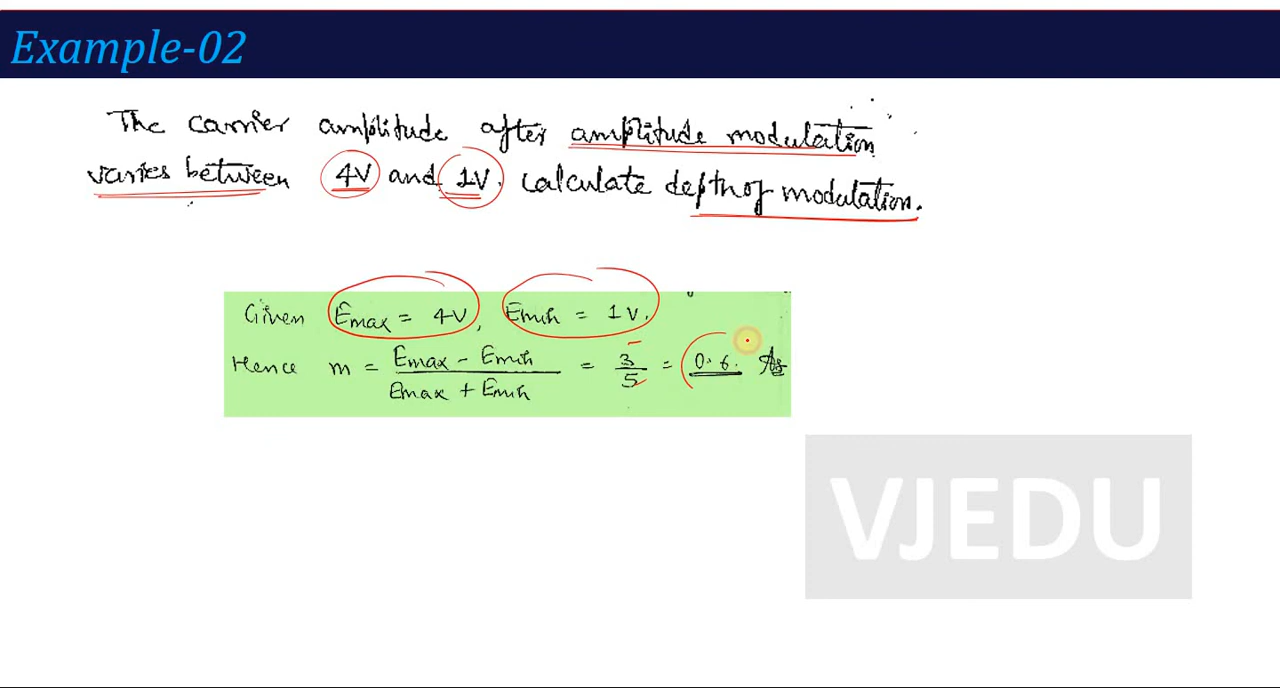 Example-02
The carrier amplitude after amplitude modulation
varies between 4V and 1V. calculate depth of modulation.
Given Emax = 4V, Emin = 1V.
Hence m = Emax - Emin / Emax + Emin = 3/5 = 0.6. Ans
VJEDU